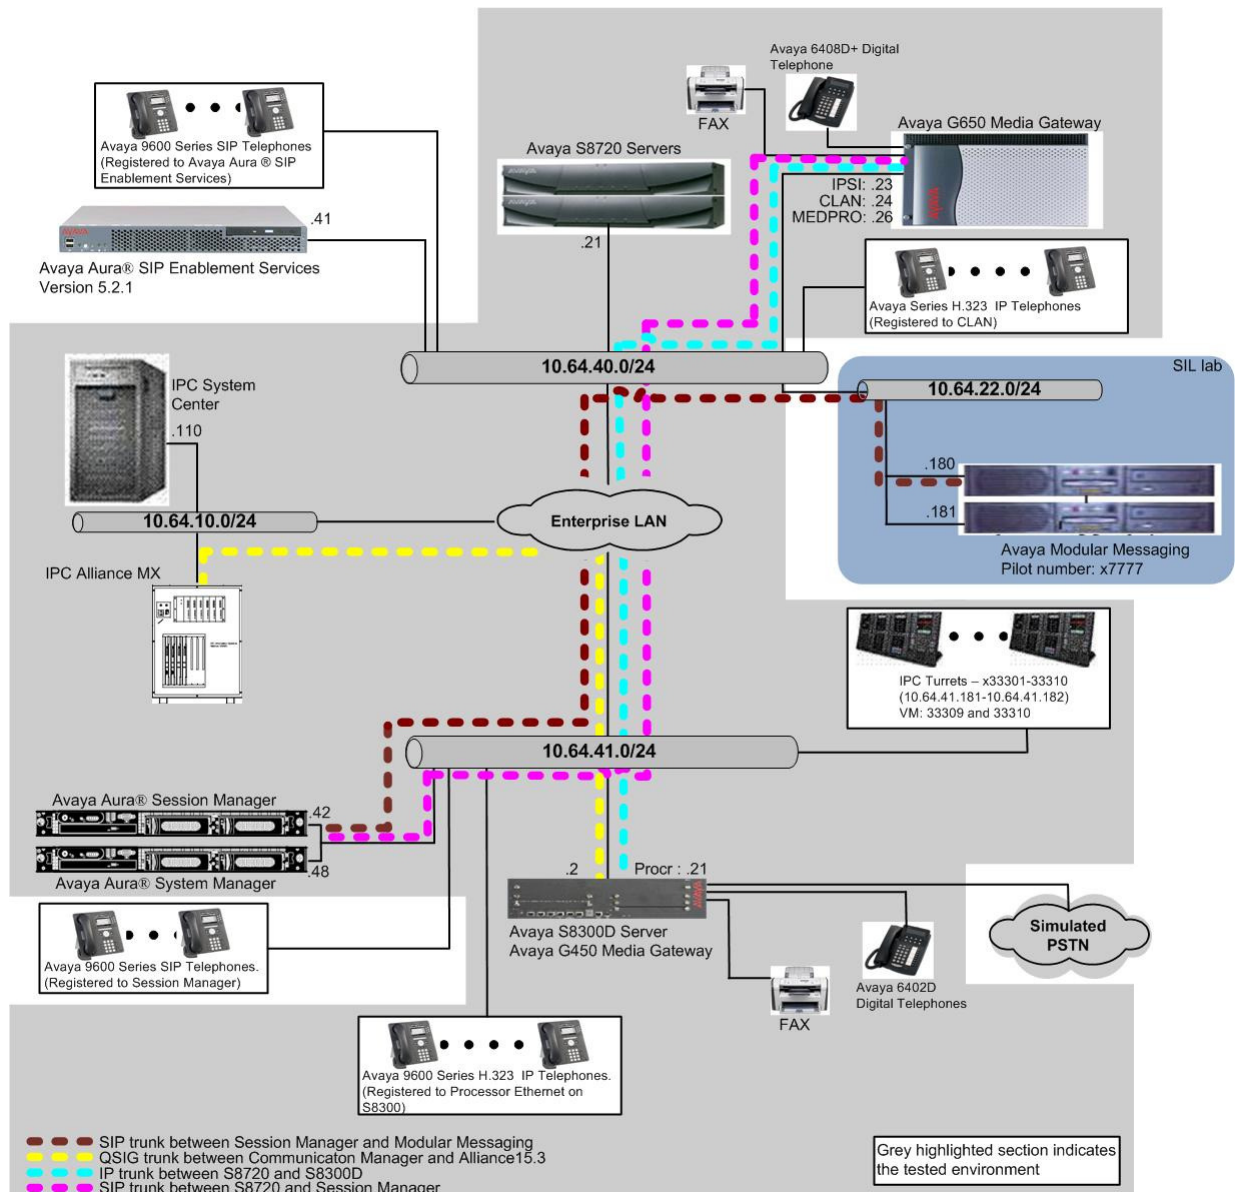 Avaya 6408D+ Digital
Telephone
FAX
Avaya G650 Media Gateway
Avaya 9600 Series SIP Telephones
(Registered to Avaya Aura ® SIP
Enablement Services)
Avaya S8720 Servers
IPSI: .23
CLAN: .24
MEDPRO: .26
.41
.21
AVAYA
Avaya Aura® SIP Enablement Services
Version 5.2.1
Avaya Series H.323  IP Telephones
(Registered to CLAN)
10.64.40.0/24
SIL lab
10.64.22.0/24
IPC System
Center
.110
.180
.181
10.64.10.0/24
Enterprise LAN
Avaya Modular Messaging
Pilot number: x7777
IPC Alliance MX
IPC Turrets – x33301-33310
(10.64.41.181-10.64.41.182)
VM: 33309 and 33310
10.64.41.0/24
Avaya Aura® Session Manager
.42
.48
Avaya Aura® System Manager
.2
Procr : .21
Avaya S8300D Server
Avaya G450 Media Gateway
Simulated
PSTN
Avaya 9600 Series SIP Telephones.
(Registered to Session Manager)
Avaya 6402D
Digital Telephones
FAX
Avaya 9600 Series H.323  IP Telephones.
(Registered to Processor Ethernet on
S8300)
SIP trunk between Session Manager and Modular Messaging
QSIG trunk between Communicaton Manager and Alliance15.3
IP trunk between S8720 and S8300D
SIP trunk between S8720 and Session Manager
Grey highlighted section indicates
the tested environment